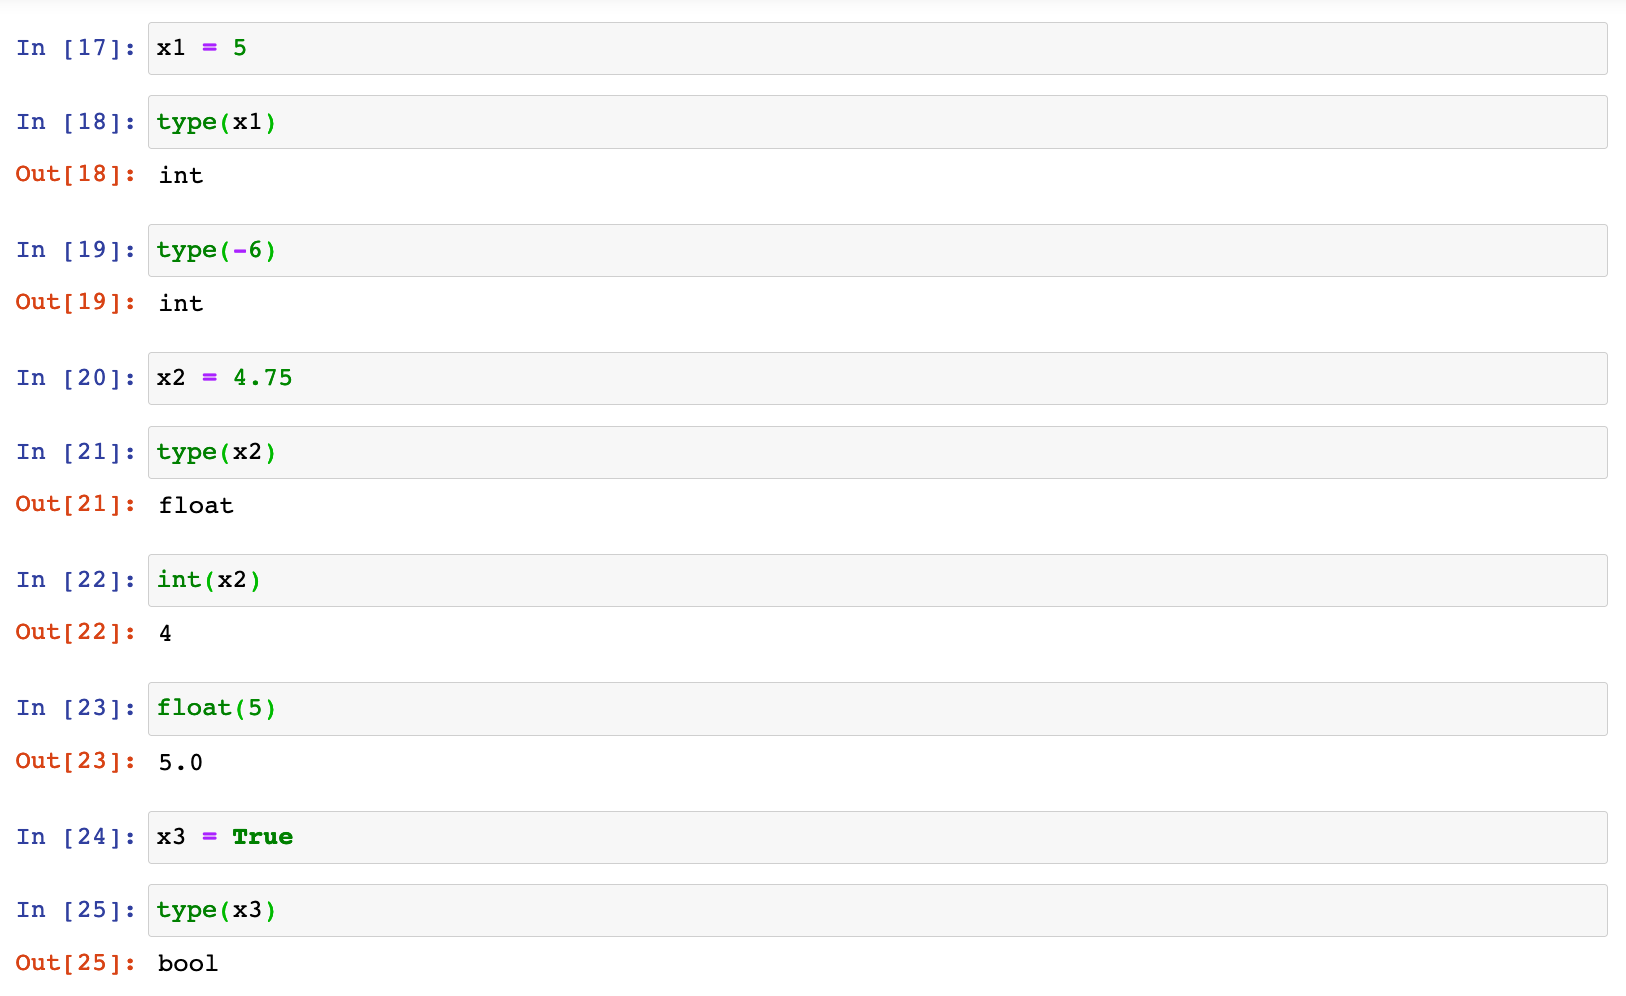 In [17]: x1 = 5
In [18]: type(x1)
Out[18]: int
In [19]: type(-6)
Out[19]: int
In [20]: x2 = 4.75
In [21]: type(x2)
Out[21]: float
In [22]: int(x2)
Out[22]: 4
In [23]: float(5)
Out[23]: 5.0
In [24]: x3 = True
In [25]: type(x3)
Out[25]: bool